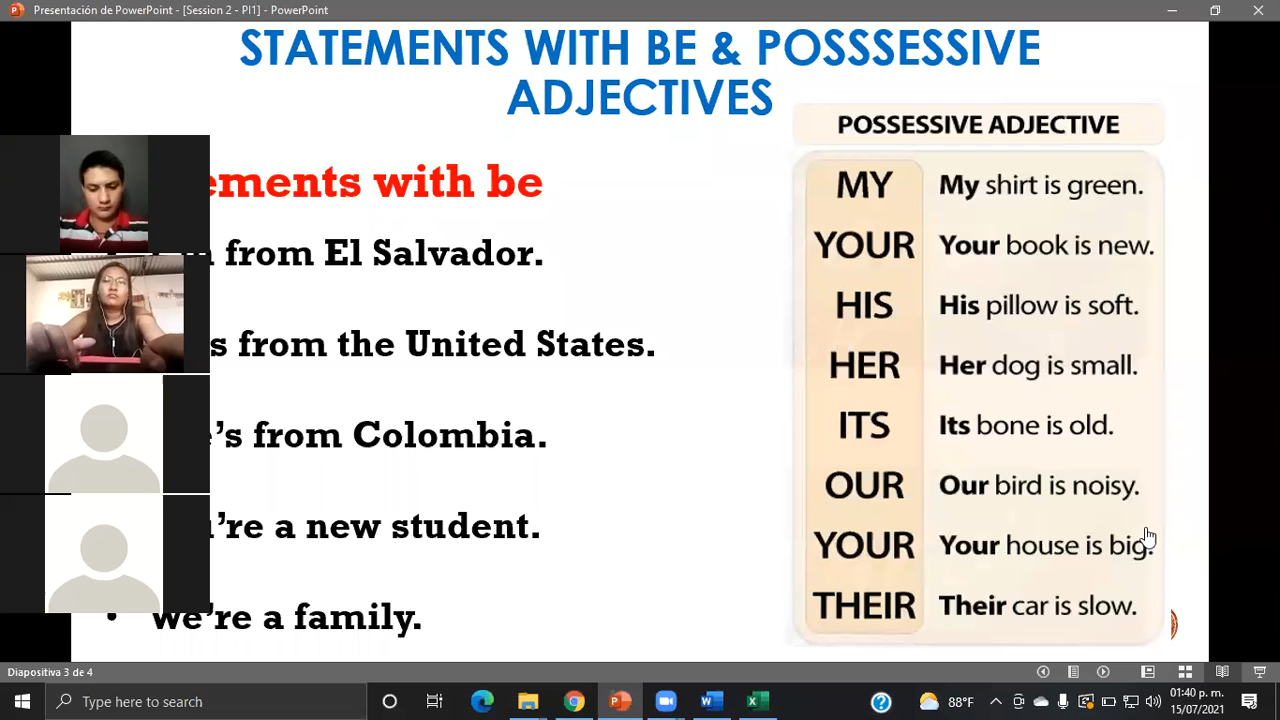 Presentación de PowerPoint - [Session 2 - PI1] - PowerPoint
STATEMENTS WITH BE & POSSSESSIVE
ADJECTIVES
POSSESSIVE ADJECTIVE
ements with be
from El Salvador.
s from the United States.
e’s from Colombia.
’re a new student.
• we’re a family.
MY My shirt is green.
YOUR Your book is new.
HIS His pillow is soft.
HER Her dog is small.
ITS Its bone is old.
OUR Our bird is noisy.
YOUR Your house is big.
THEIR Their car is slow.
Diapositiva 3 de 4
Type here to search
88°F
01:40 p. m.
15/07/2021